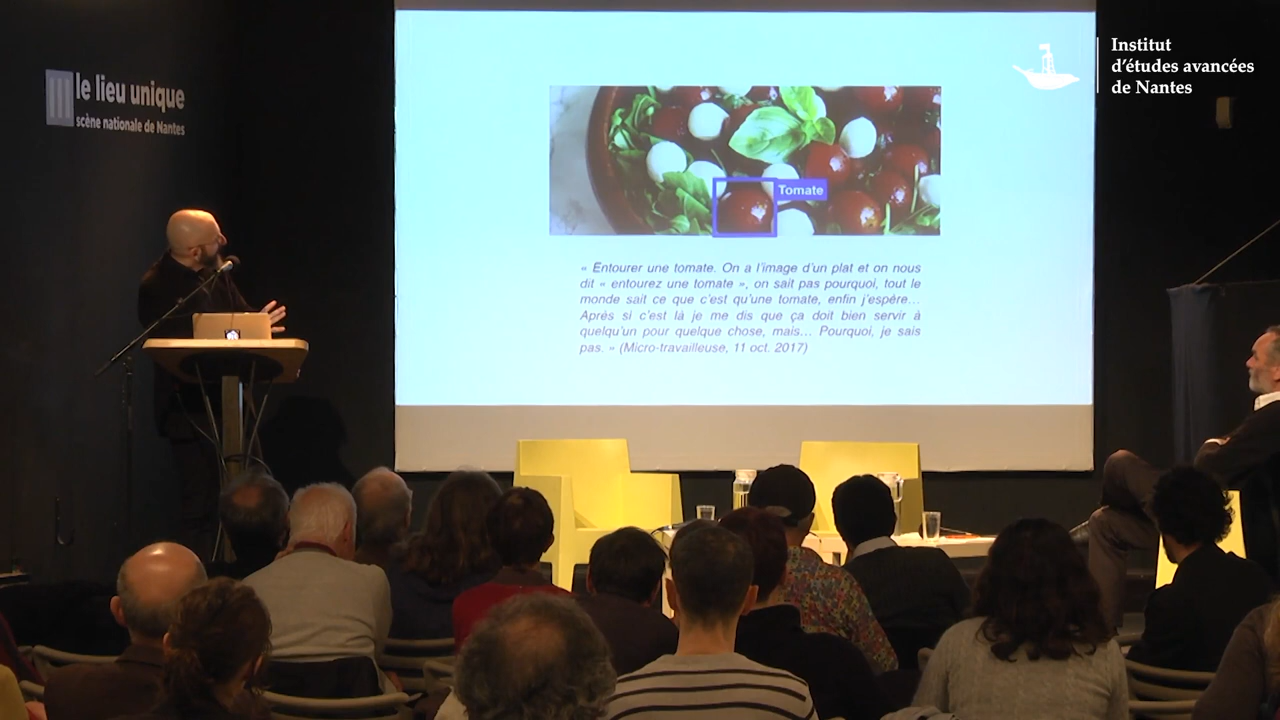 le lieu unique
scène nationale de Nantes
Institut
d'études avancées
de Nantes
Tomate
« Entourer une tomate. On a l'image d'un plat et on nous
dit « entourez une tomate », on sait pas pourquoi, tout le
monde sait ce que c'est qu'une tomate, enfin j'espère...
Après si c'est là je me dis que ça doit bien servir à
quelqu'un pour quelque chose, mais... Pourquoi, je sais
pas. » (Micro-travailleuse, 11 oct. 2017)